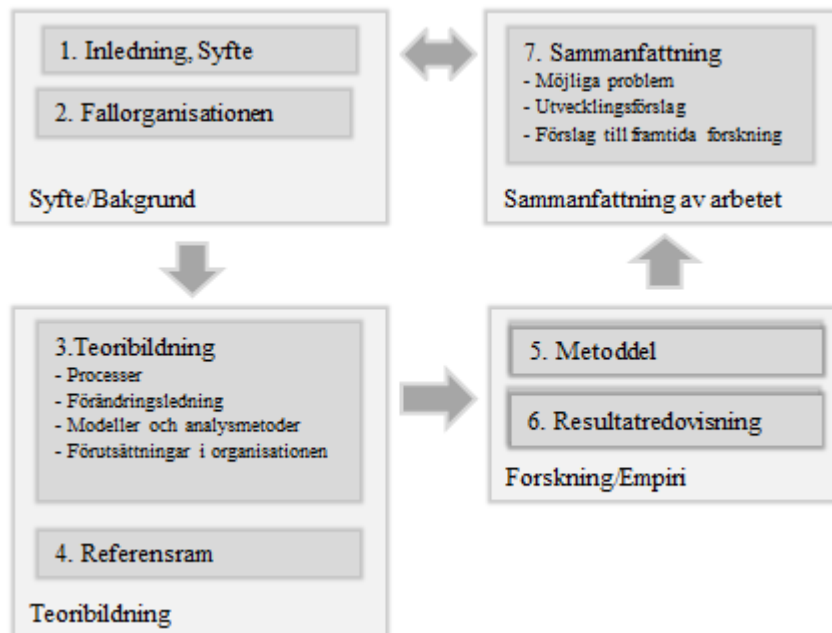 1. Inledning, Syfte
2. Fallorganisationen
Syfte/Bakgrund
3.Teoribildning
- Processer
- Förändringsledning
- Modeller och analysmetoder
- Förutsättningar i organisationen
4. Referensram
Teoribildning
5. Metoddel
6. Resultatredovisning
Forskning/Empiri
7. Sammanfattning
- Möjliga problem
- Utvecklingsförslag
- Förslag till framtida forskning
Sammanfattning av arbetet